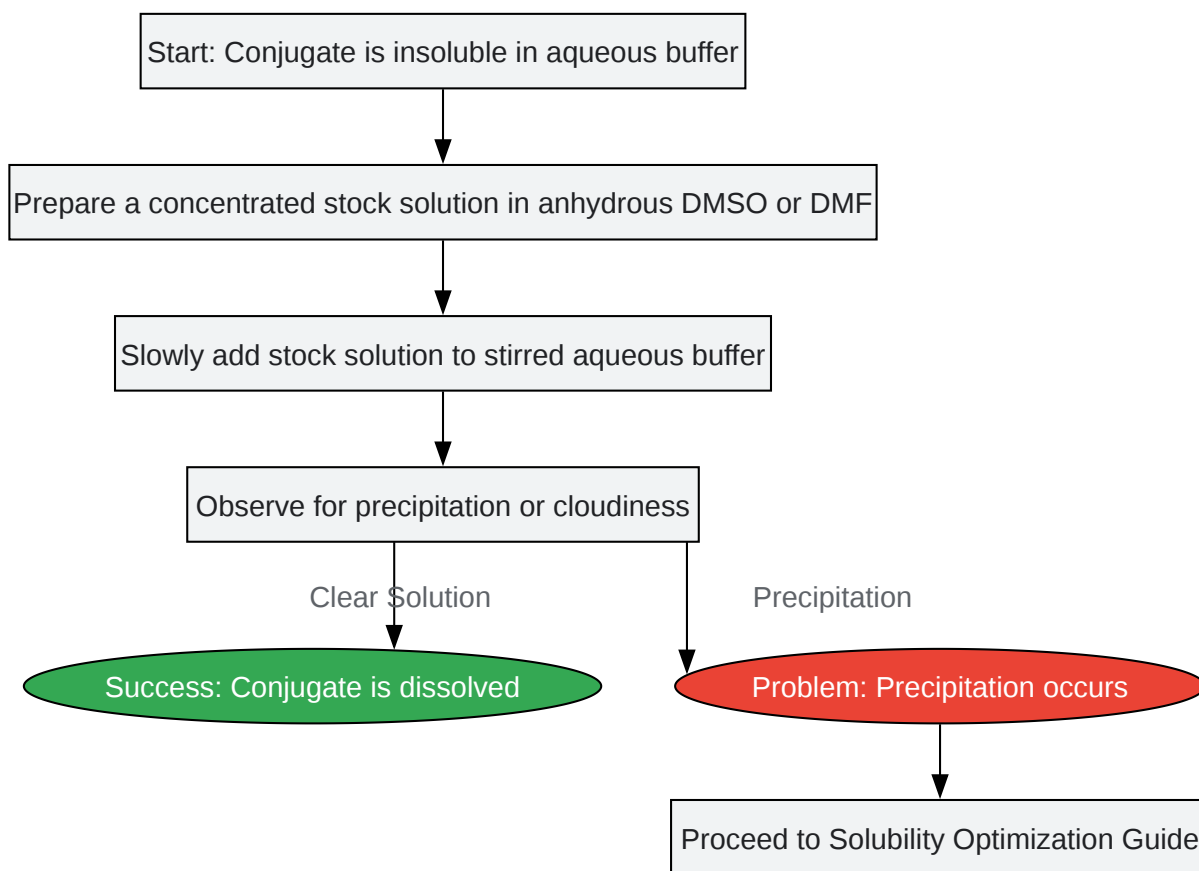 Start: Conjugate is insoluble in aqueous buffer
Prepare a concentrated stock solution in anhydrous DMSO or DMF
Slowly add stock solution to stirred aqueous buffer
Observe for precipitation or cloudiness
Clear Solution
Precipitation
Success: Conjugate is dissolved
Problem: Precipitation occurs
Proceed to Solubility Optimization Guide